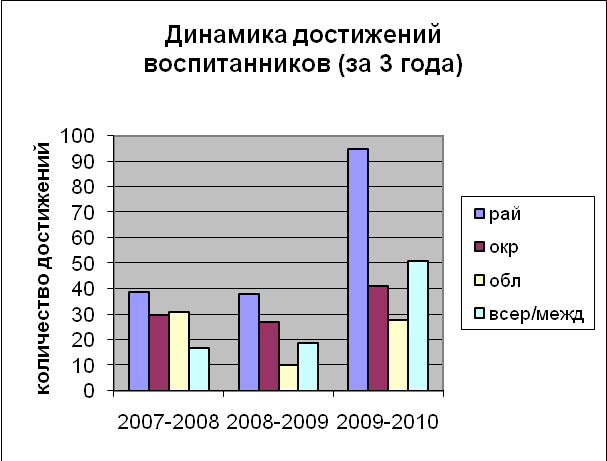 Динамика достижений
воспитанников (за 3 года)
количество достижений
100
90
80
70
60
50
40
30
20
10
0
2007-2008 2008-2009 2009-2010
рай
окр
обл
всер/межд